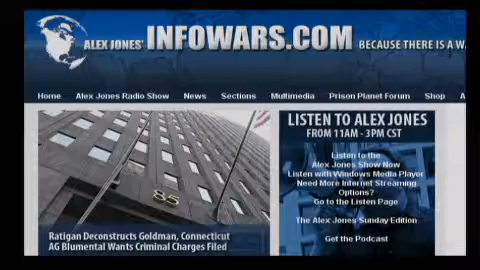 ALEX JONES' INFOWARS.COM BECAUSE THERE IS A W
Home Alex Jones Radio Show News Sections Multimedia Prison Planet Forum Shop A
LISTEN TO ALEX JONES
FROM 11AM - 3PM CST
Listen to the
Alex Jones Show Now
Listen with Windows Media Player
Need More Internet Streaming
Options?
Go to the Listen Page
The Alex Jones Sunday Edition
Get the Podcast
85
Ratigan Deconstructs Goldman, Connecticut
AG Blumental Wants Criminal Charges Filed